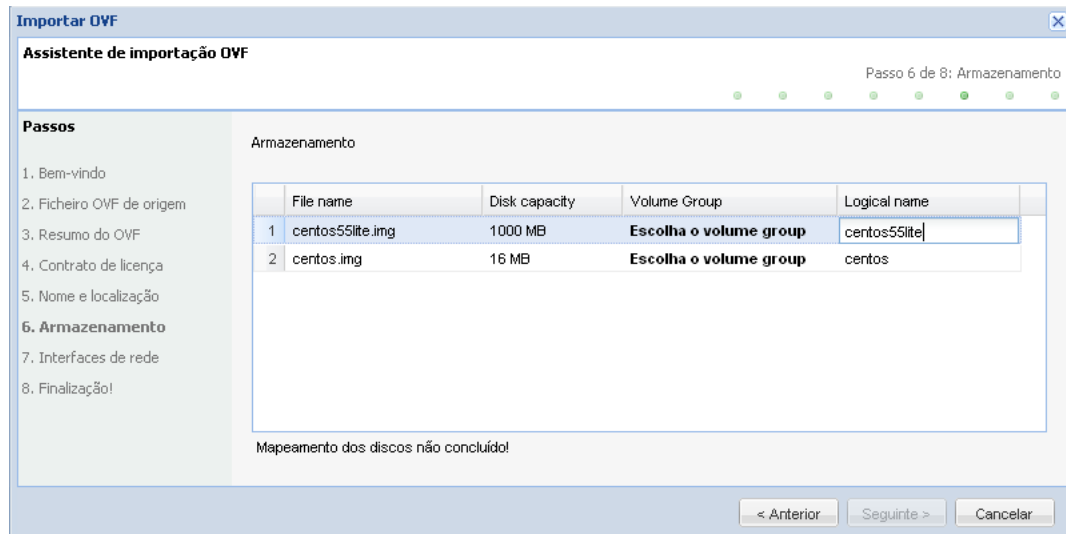 Importar OVF
Assistente de importação OVF
Passo 6 de 8: Armazenamento
Passos
1. Bem-vindo
2. Ficheiro OVF de origem
3. Resumo do OVF
4. Contrato de licença
5. Nome e localização
6. Armazenamento
7. Interfaces de rede
8. Finalização!
Armazenamento
File name Disk capacity Volume Group Logical name
1 centos55lite.img 1000 MB Escolha o volume group centos55lite
2 centos.img 16 MB Escolha o volume group centos
Mapeamento dos discos não concluído!
< Anterior Seguinte > Cancelar